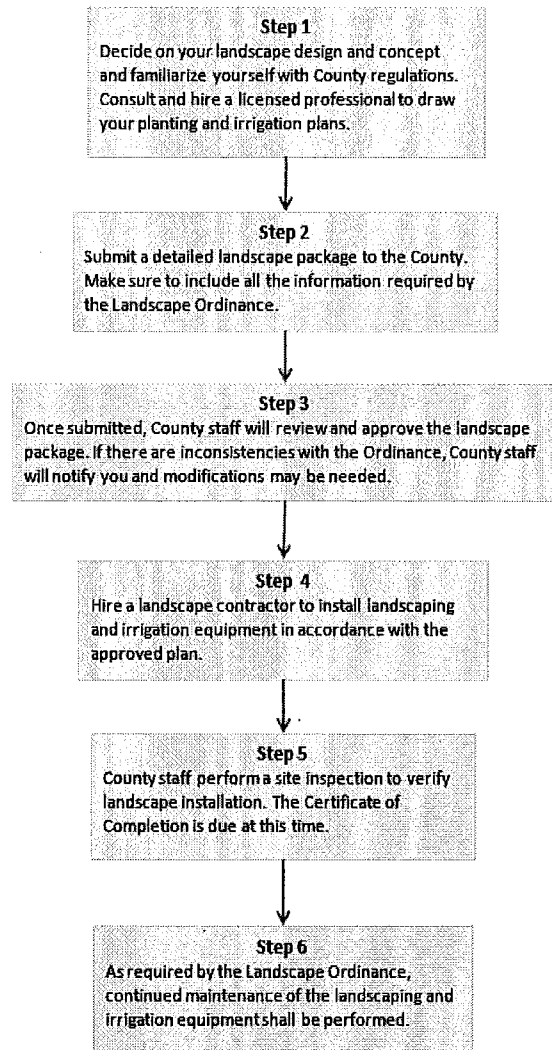 Step 1
Decide on your landscape design and concept
and familiarize yourself with County regulations.
Consult and hire a licensed professional to draw
your planting and irrigation plans.
Step 2
Submit a detailed landscape package to the County.
Make sure to include all the information required by
the Landscape Ordinance.
Step 3
Once submitted, County staff will review and approve the landscape
package. If there are inconsistencies with the Ordinance, County staff
will notify you and modifications may be needed.
Step 4
Hire a landscape contractor to install landscaping
and irrigation equipment in accordance with the
approved plan.
Step 5
County staff perform a site inspection to verify
landscape installation. The Certificate of
Completion is due at this time.
Step 6
As required by the Landscape Ordinance,
continued maintenance of the landscaping and
irrigation equipment shall be performed.